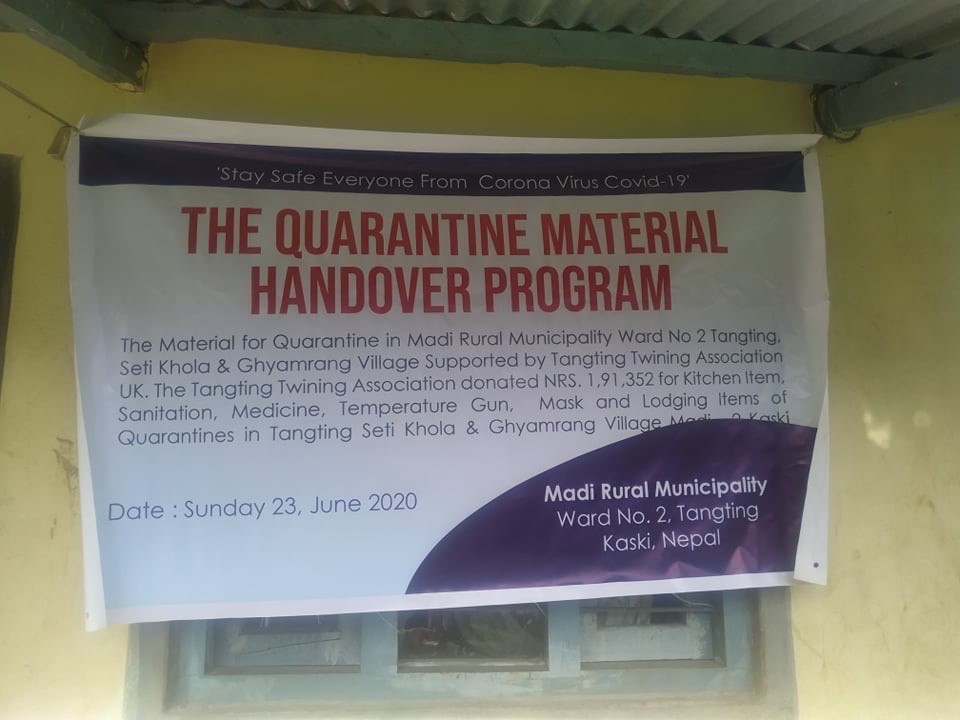 'Stay Safe Everyone From Corona Virus Covid-19'
THE QUARANTINE MATERIAL
HANDOVER PROGRAM
The Material for Quarantine in Madi Rural Municipality Ward No 2 Tangting,
Seti Khola & Ghyamrang Village Supported by Tangting Twining Association
UK. The Tangting Twining Association donated NRS. 1,91,352 for Kitchen Item,
Sanitation, Medicine, Temperature Gun, Mask and Lodging Items of
Quarantines in Tangting Seti Khola & Ghyamrang Village Madi - 2 Kaski
Date : Sunday 23, June 2020
Madi Rural Municipality
Ward No. 2, Tangting
Kaski, Nepal